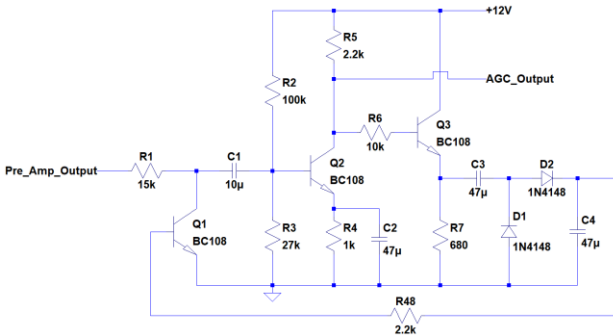 +12V
R5
2.2k
R2
100k
AGC_Output
R6
10k
Q3
BC108
Pre_Amp_Output
R1
15k
C1
10µ
Q2
BC108
C3
47µ
D2
1N4148
Q1
BC108
R3
27k
R4
1k
C2
47µ
R7
680
D1
1N4148
C4
47µ
R48
2.2k